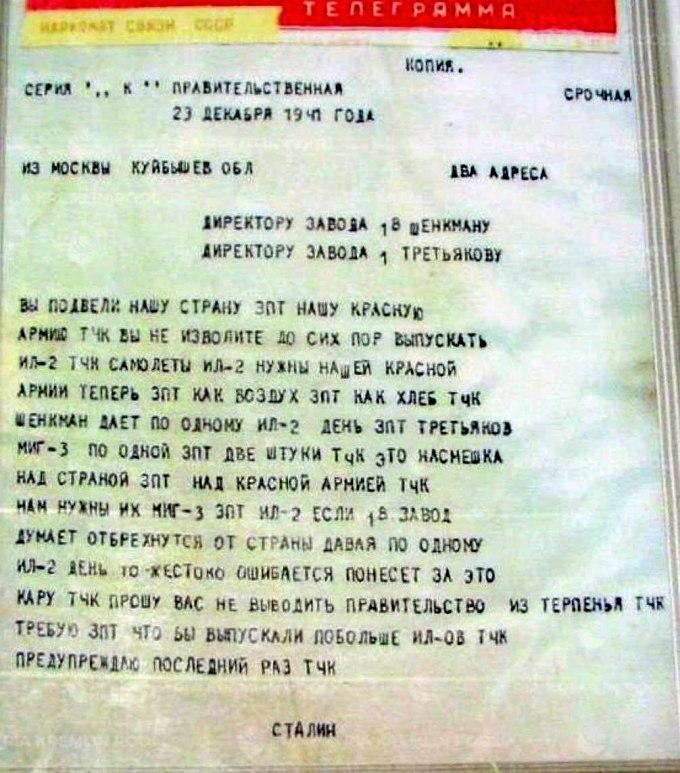 ТЕЛЕГРАММА
НАРКОМАТ СВЯЗИ СССР
КОПИЯ.
СЕРИЯ ",, К " ПРАВИТЕЛЬСТВЕННАЯ СРОЧНАЯ
23 ДЕКАБРЯ 1941 ГОДА
ИЗ МОСКВЫ КУЙБЫШЕВ ОБЛ ДВА АДРЕСА
ДИРЕКТОРУ ЗАВОДА 18 ШЕНКМАНУ
ДИРЕКТОРУ ЗАВОДА 1 ТРЕТЬЯКОВУ
ВЫ ПОДВЕЛИ НАШУ СТРАНУ ЗПТ НАШУ КРАСНУЮ
АРМИЮ ТЧК ВЫ НЕ ИЗВОЛИТЕ ДО СИХ ПОР ВЫПУСКАТЬ
ИЛ-2 ТЧК САМОЛЕТЫ ИЛ-2 НУЖНЫ НАШЕЙ КРАСНОЙ
АРМИИ ТЕПЕРЬ ЗПТ КАК ВОЗДУХ ЗПТ КАК ХЛЕБ ТЧК
ШЕНКМАН ДАЕТ ПО ОДНОМУ ИЛ-2 ДЕНЬ ЗПТ ТРЕТЬЯКОВ
МИГ-3 ПО ОДНОЙ ЗПТ ДВЕ ШТУКИ ТЧК ЭТО НАСМЕШКА
НАД СТРАНОЙ ЗПТ НАД КРАСНОЙ АРМИЕЙ ТЧК
НАМ НУЖНЫ ИХ МИГ-3 ЗПТ ИЛ-2 ЕСЛИ 18 ЗАВОД
ДУМАЕТ ОТБРЕХНУТСЯ ОТ СТРАНЫ ДАВАЯ ПО ОДНОМУ
ИЛ-2 ДЕНЬ ТО ЖЕСТОКО ОШИБАЕТСЯ ПОНЕСЕТ ЗА ЭТО
КАРУ ТЧК ПРОШУ ВАС НЕ ВЫВОДИТЬ ПРАВИТЕЛЬСТВО ИЗ ТЕРПЕНЬЯ ТЧК
ТРЕБУЮ ЗПТ ЧТО БЫ ВЫПУСКАЛИ ПОБОЛЬШЕ ИЛ-ОВ ТЧК
ПРЕДУПРЕЖДАЮ ПОСЛЕДНИЙ РАЗ ТЧК
СТАЛИН